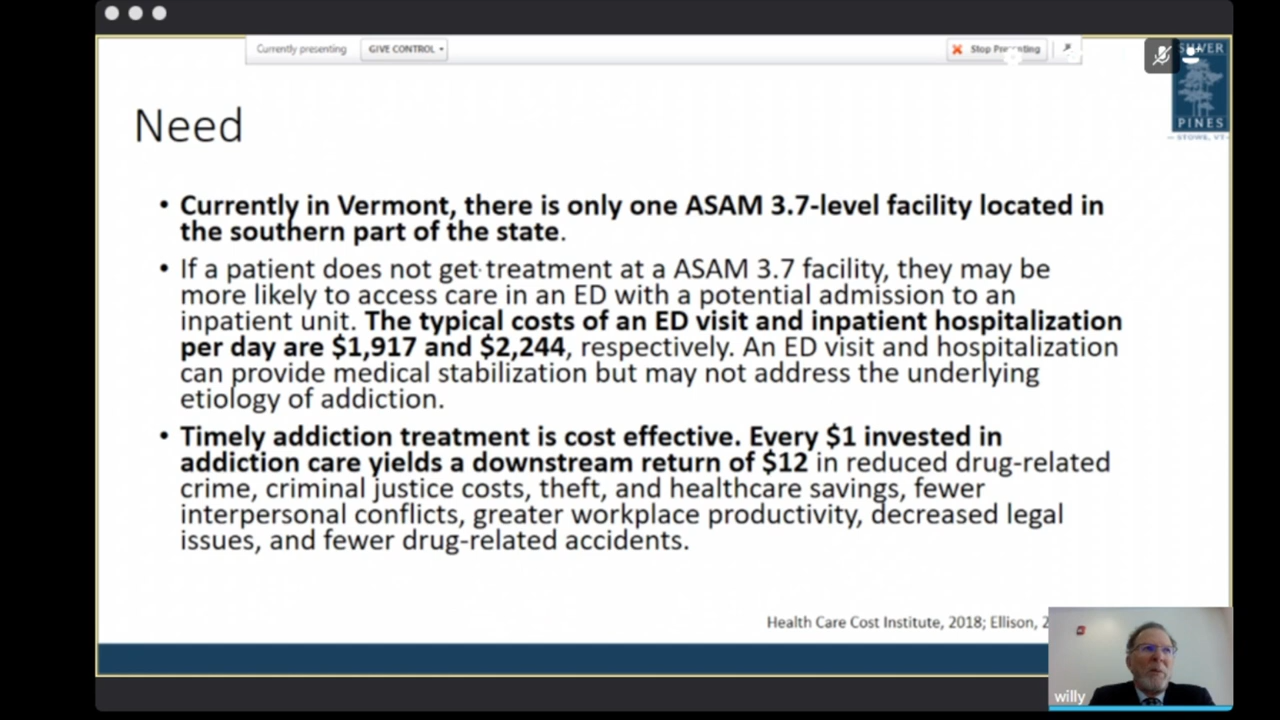 Currently presenting GIVE CONTROL
Stop Presenting
SILVER
PINES
STOWE, VT
Need
• Currently in Vermont, there is only one ASAM 3.7-level facility located in
the southern part of the state.
• If a patient does not get treatment at a ASAM 3.7 facility, they may be
more likely to access care in an ED with a potential admission to an
inpatient unit. The typical costs of an ED visit and inpatient hospitalization
per day are $1,917 and $2,244, respectively. An ED visit and hospitalization
can provide medical stabilization but may not address the underlying
etiology of addiction.
• Timely addiction treatment is cost effective. Every $1 invested in
addiction care yields a downstream return of $12 in reduced drug-related
crime, criminal justice costs, theft, and healthcare savings, fewer
interpersonal conflicts, greater workplace productivity, decreased legal
issues, and fewer drug-related accidents.
Health Care Cost Institute, 2018; Ellison,
willy